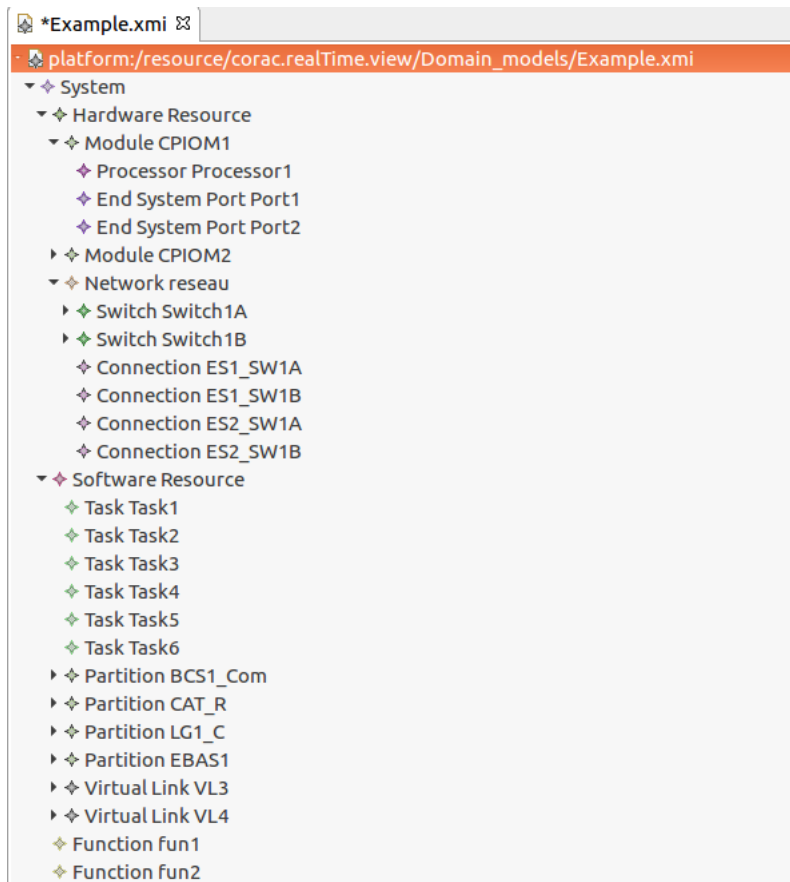 *Example.xmi
platform:/resource/corac.realTime.view/Domain_models/Example.xmi
System
Hardware Resource
Module CPIOM1
Processor Processor1
End System Port Port1
End System Port Port2
Module CPIOM2
Network reseau
Switch Switch1A
Switch Switch1B
Connection ES1_SW1A
Connection ES1_SW1B
Connection ES2_SW1A
Connection ES2_SW1B
Software Resource
Task Task1
Task Task2
Task Task3
Task Task4
Task Task5
Task Task6
Partition BCS1_Com
Partition CAT_R
Partition LG1_C
Partition EBAS1
Virtual Link VL3
Virtual Link VL4
Function fun1
Function fun2